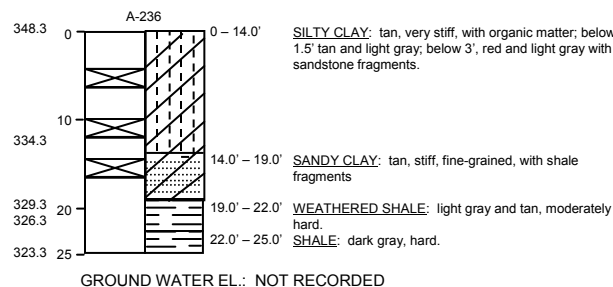 A-236
348.3 0 0 – 14.0' SILTY CLAY: tan, very stiff, with organic matter; below
1.5' tan and light gray; below 3', red and light gray with
sandstone fragments.
10
334.3
14.0' – 19.0' SANDY CLAY: tan, stiff, fine-grained, with shale
fragments
329.3 20 19.0' – 22.0' WEATHERED SHALE: light gray and tan, moderately
326.3 hard.
22.0' – 25.0' SHALE: dark gray, hard.
323.3 25
GROUND WATER EL.: NOT RECORDED